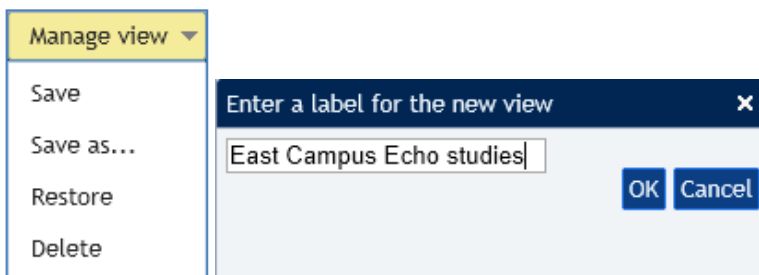 Manage view
Save
Save as...
Restore
Delete
Enter a label for the new view
East Campus Echo studies
OK Cancel